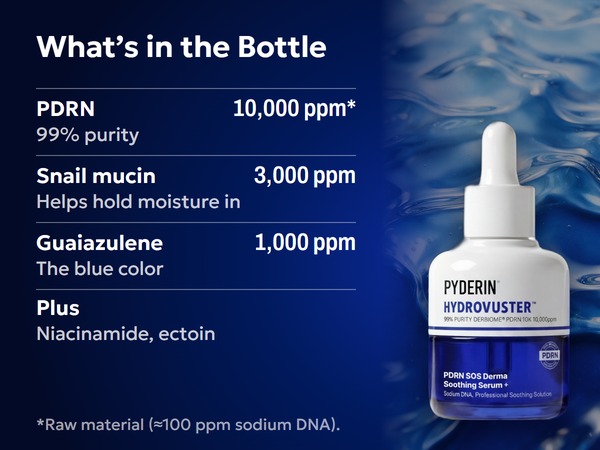 What's in the Bottle
PDRN 10,000 ppm*
99% purity
Snail mucin 3,000 ppm
Helps hold moisture in
Guaiazulene 1,000 ppm
The blue color
Plus
Niacinamide, ectoin
*Raw material (≈100 ppm sodium DNA).
PYDERIN
HYDROVUSTER™
99% PURITY DERBIOME® PDRN 10K 10,000ppm
PDRN
PDRN SOS Derma
Soothing Serum +
Sodium DNA, Professional Soothing Solution